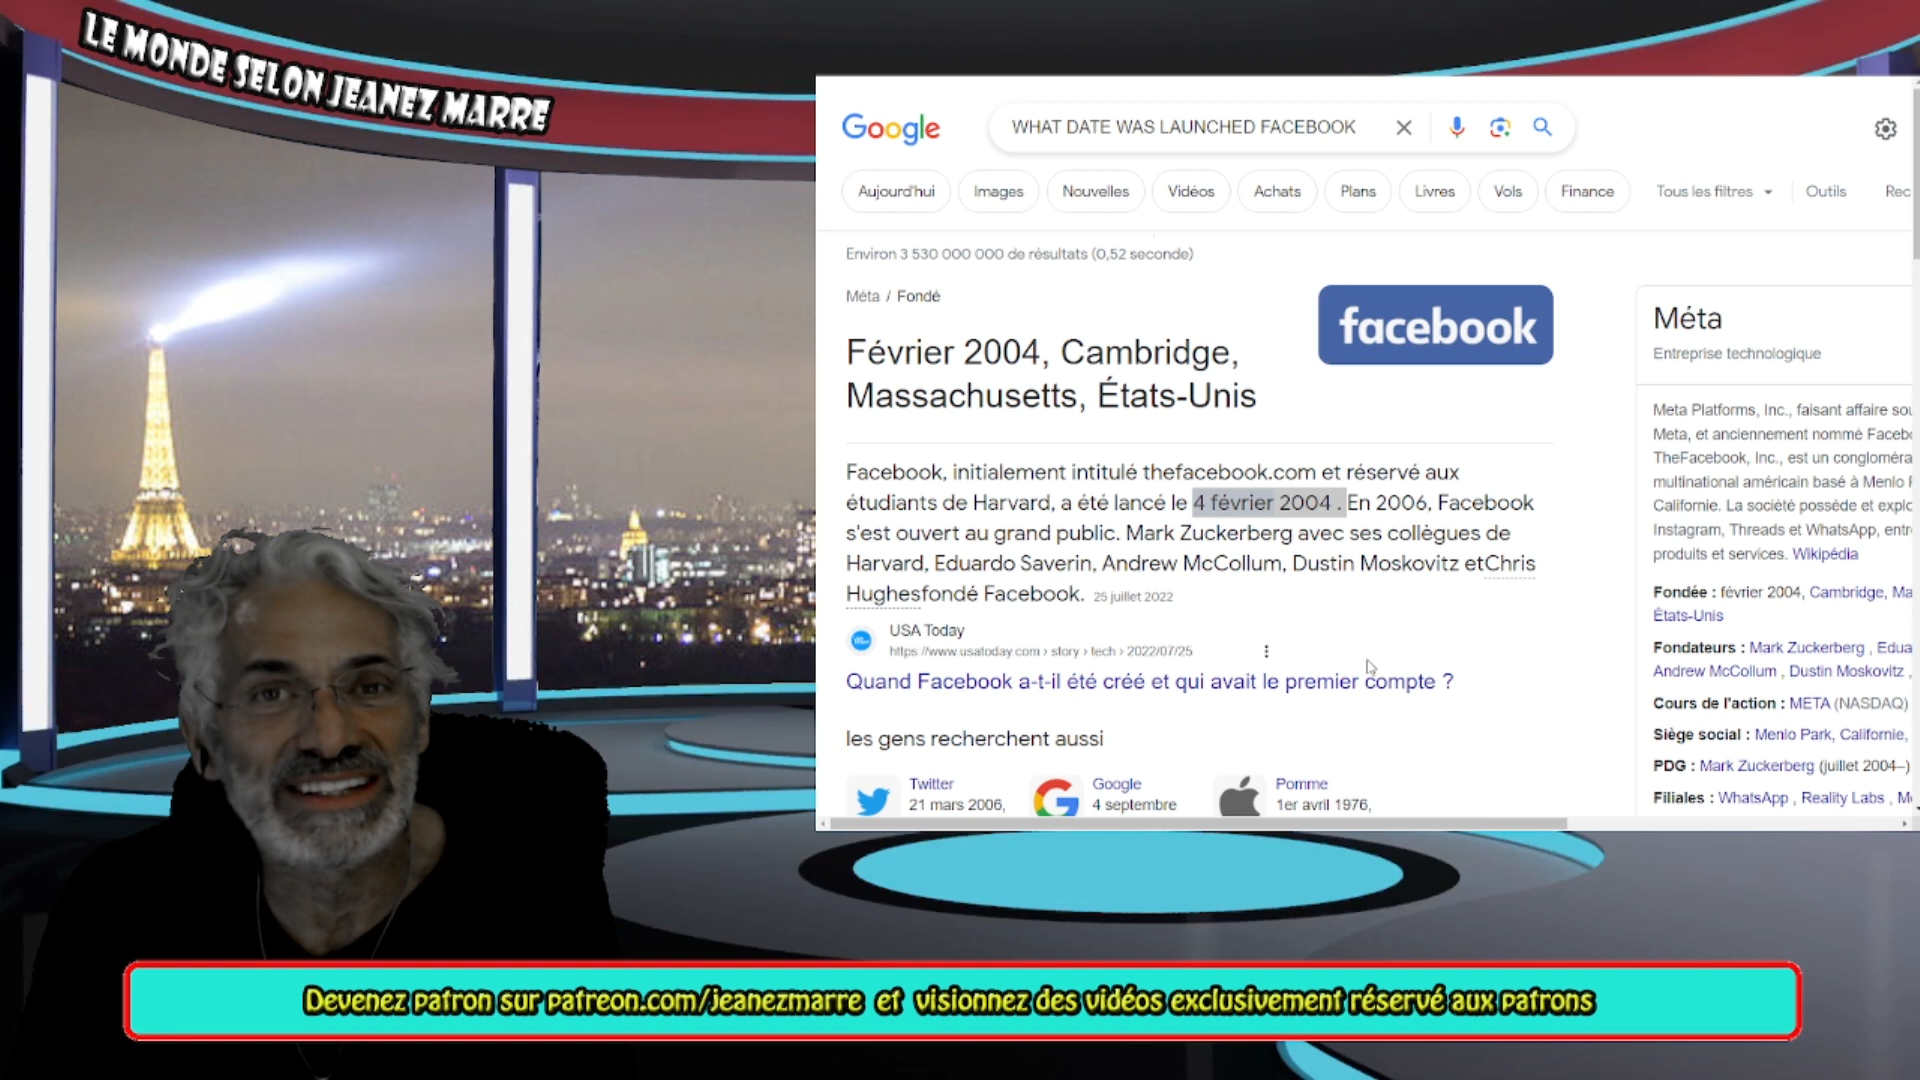 LE MONDE SELON JEANEZ MARRE
Google
WHAT DATE WAS LAUNCHED FACEBOOK
Aujourd'hui
Images
Nouvelles
Vidéos
Achats
Plans
Livres
Vols
Finance
Tous les filtres
Outils
Rec
Environ 3 530 000 000 de résultats (0,52 seconde)
Méta / Fondé
Février 2004, Cambridge,
Massachusetts, États-Unis
facebook
Facebook, initialement intitulé thefacebook.com et réservé aux
étudiants de Harvard, a été lancé le 4 février 2004 . En 2006, Facebook
s'est ouvert au grand public. Mark Zuckerberg avec ses collègues de
Harvard, Eduardo Saverin, Andrew McCollum, Dustin Moskovitz etChris
Hughesfondé Facebook. 25 juillet 2022
USA Today
https://www.usatoday.com › story › tech › 2022/07/25
Quand Facebook a-t-il été créé et qui avait le premier compte ?
les gens recherchent aussi
Twitter
21 mars 2006,
Google
4 septembre
Pomme
1er avril 1976,
Méta
Entreprise technologique
Meta Platforms, Inc., faisant affaire sou
Meta, et anciennement nommé Facebo
TheFacebook, Inc., est un congloméra
multinational américain basé à Menlo P
Californie. La société possède et explo
Instagram, Threads et WhatsApp, entr
produits et services. Wikipédia
Fondée : février 2004, Cambridge, Ma
États-Unis
Fondateurs : Mark Zuckerberg , Edua
Andrew McCollum , Dustin Moskovitz ,
Cours de l'action : META (NASDAQ)
Siège social : Menlo Park, Californie,
PDG : Mark Zuckerberg (juillet 2004–)
Filiales : WhatsApp , Reality Labs , Me
Devenez patron sur patreon.com/jeanezmarre et visionnez des vidéos exclusivement réservé aux patrons